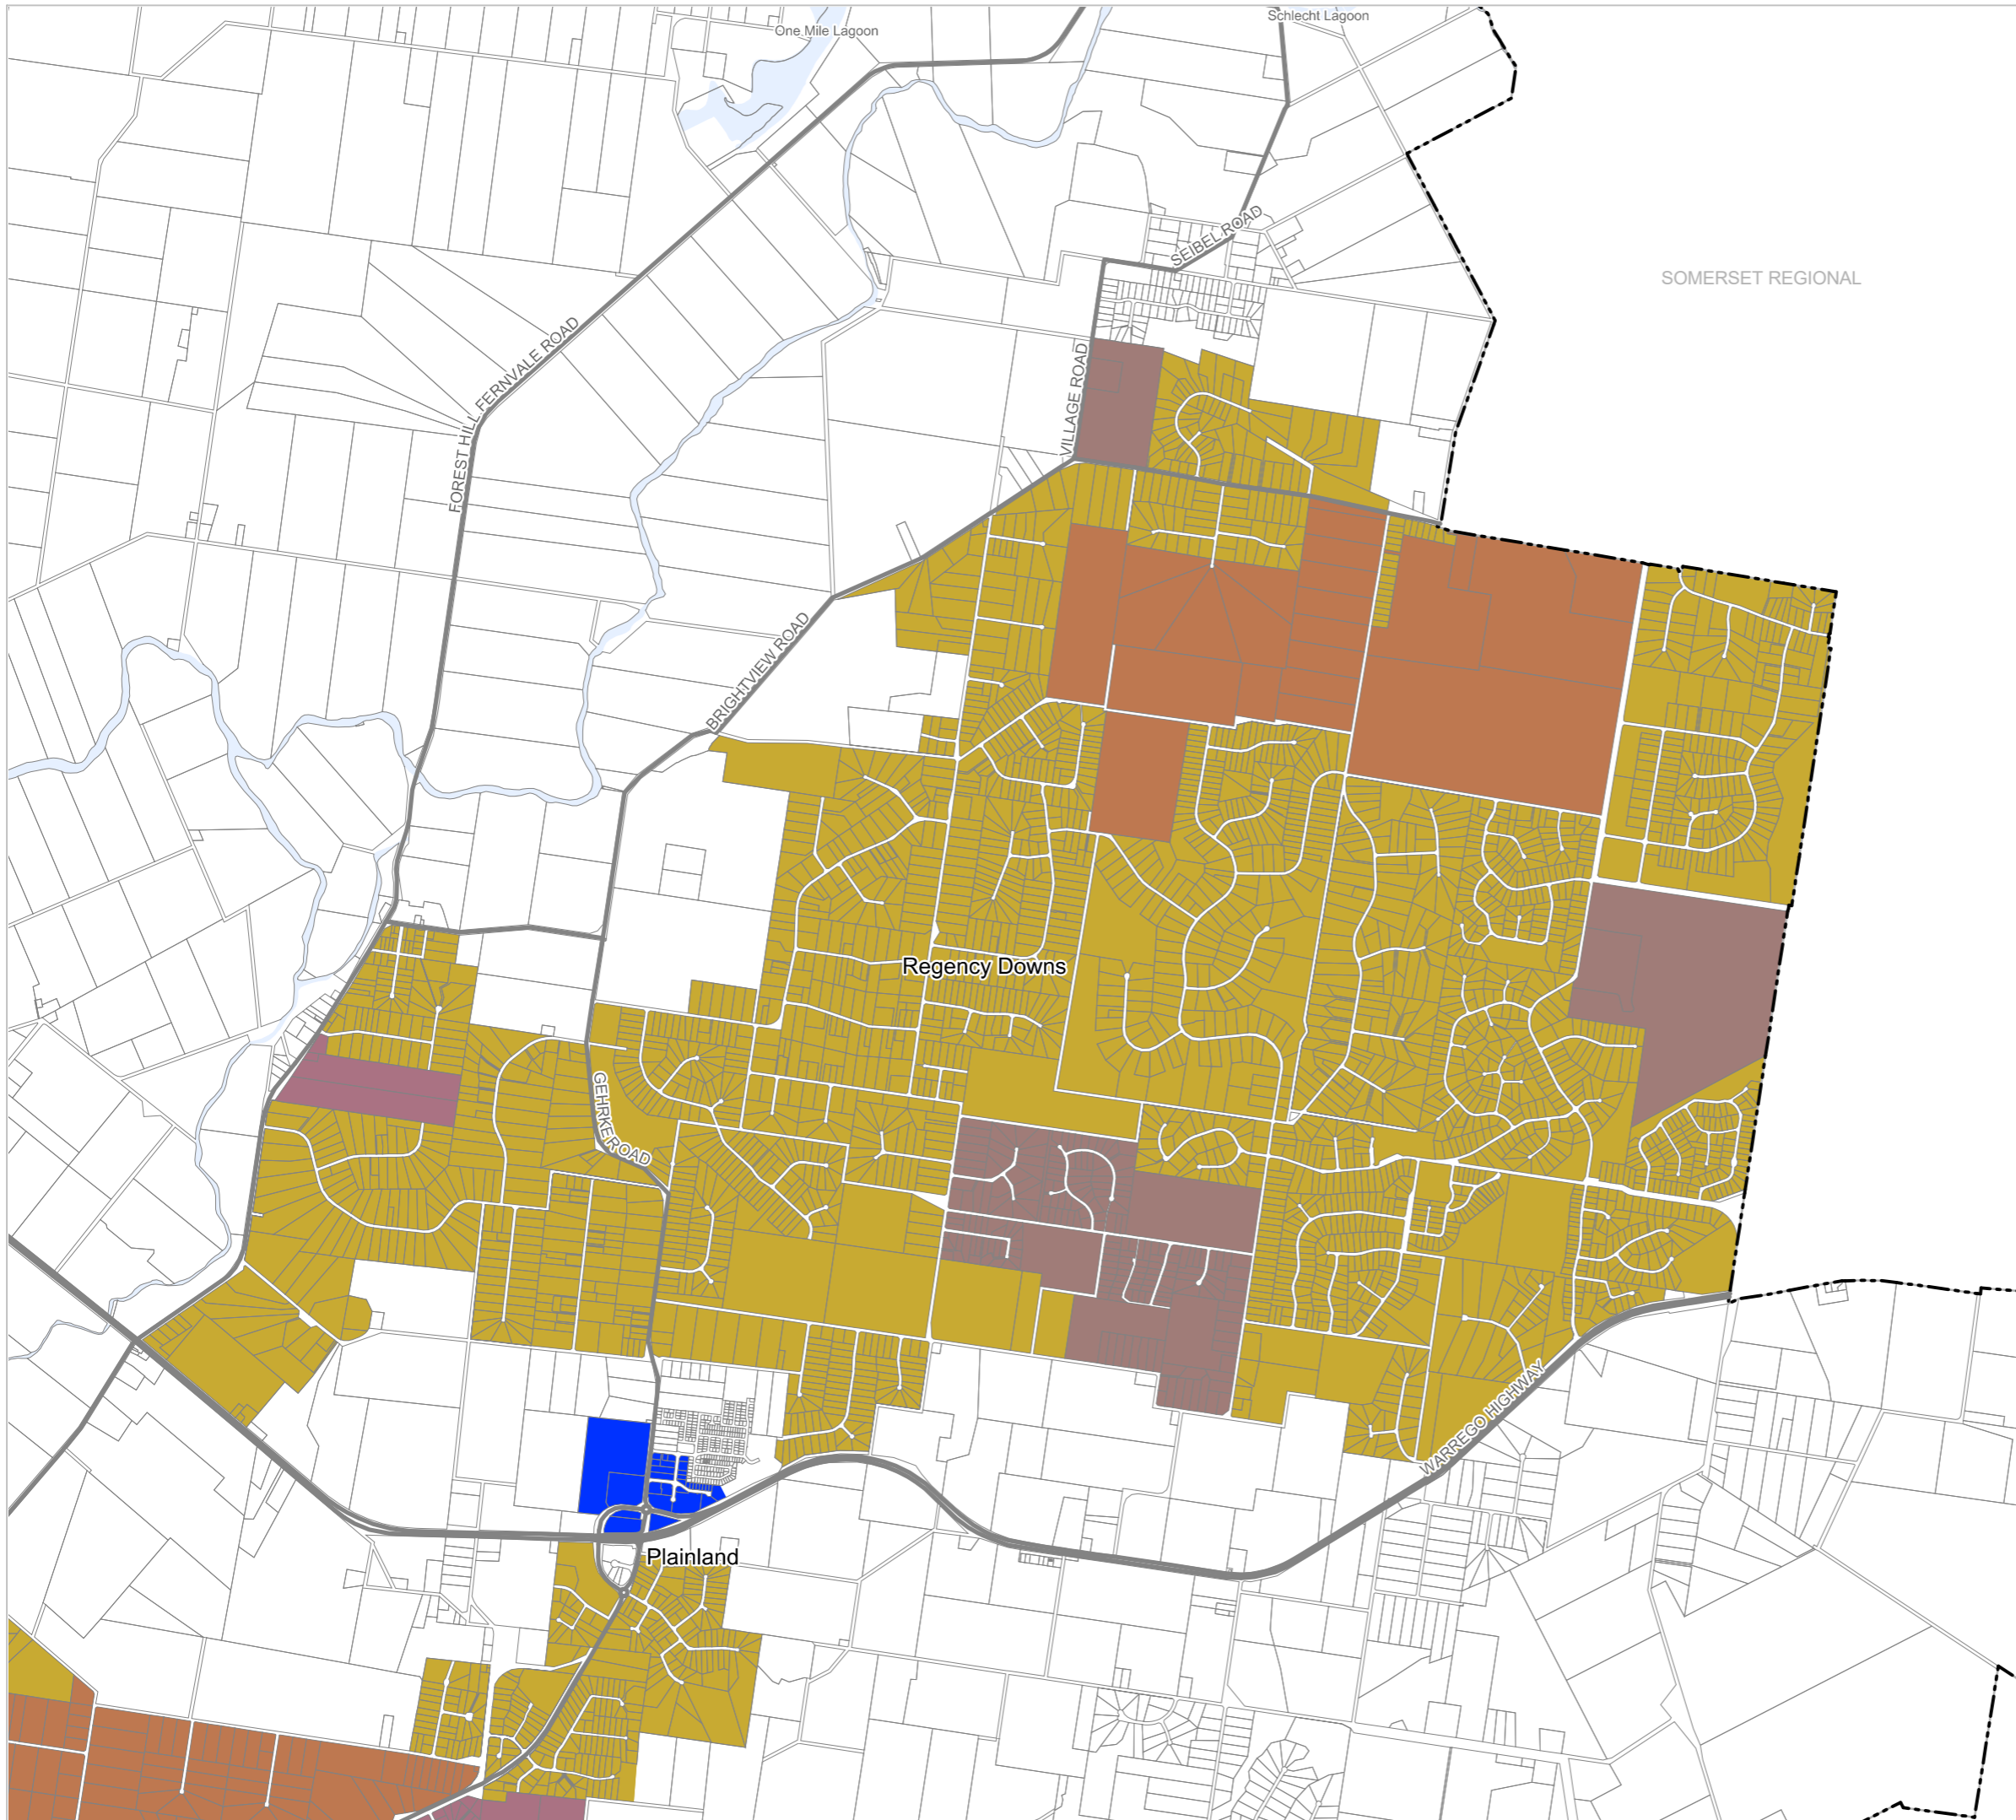 Schlecht Lagoon
One Mile Lagoon
SEIBEL ROAD
SOMERSET REGIONAL
FOREST HILL FERNVALE ROAD
VILLAGE ROAD
BRIGHTVIEW ROAD
Regency Downs
GEHRKE ROAD
WARREGO HIGHWAY
Plainland